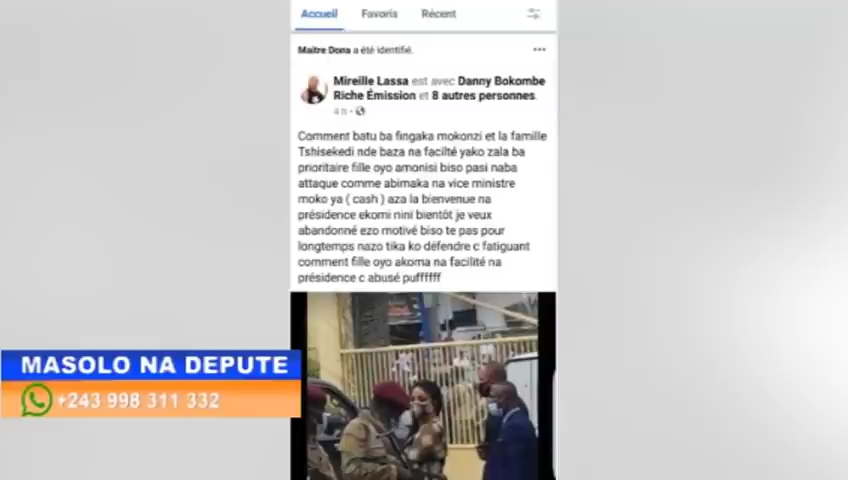 Accueil Favoris Récent
Maitre Dona a été identifié.
Mireille Lassa est avec Danny Bokombe
Riche Émission et 8 autres personnes.
4 h
Comment batu ba fingaka mokonzi et la famille
Tshisekedi nde baza na facilté yako zala ba
prioritaire fille oyo amonisi biso pasi naba
attaque comme abimaka na vice ministre
moko ya ( cash ) aza la bienvenue na
présidence ekomi nini bientôt je veux
abandonné ezo motivé biso te pas pour
longtemps nazo tika ko défendre c fatiguant
comment fille oyo akoma na facilité na
présidence c abusé puffffff
MASOLO NA DEPUTE
+243 998 311 332